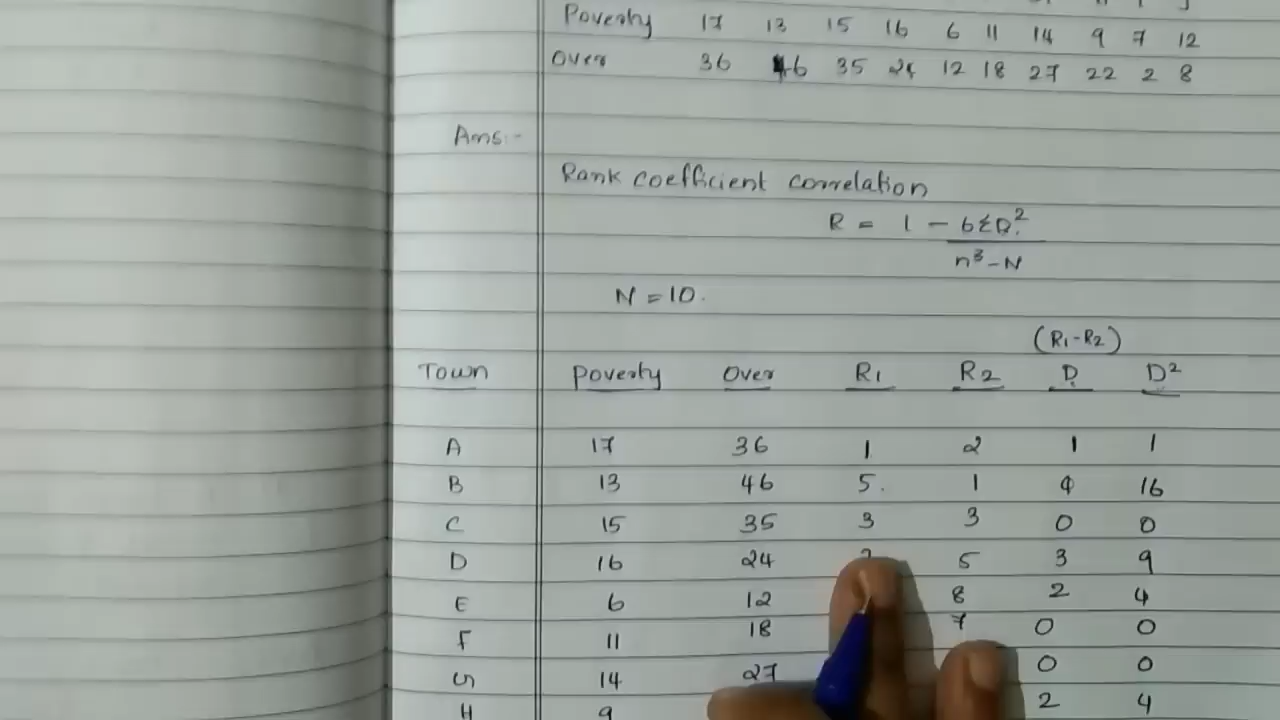 Poverty 17 13 15 16 6 11 14 9 7 12
Over 36 46 35 24 12 18 27 22 2 8
Ans:-
Rank coefficient correlation
R = 1 - 6ΣD²
n³-N
N = 10.
(R1-R2)
Town Poverty Over R1 R2 D D²
A 17 36 1 2 1 1
B 13 46 5. 1 4 16
C 15 35 3 3 0 0
D 16 24 5 3 9
E 6 12 8 2 4
F 11 18 7 0 0
G 14 27 0 0
H 9 2 4